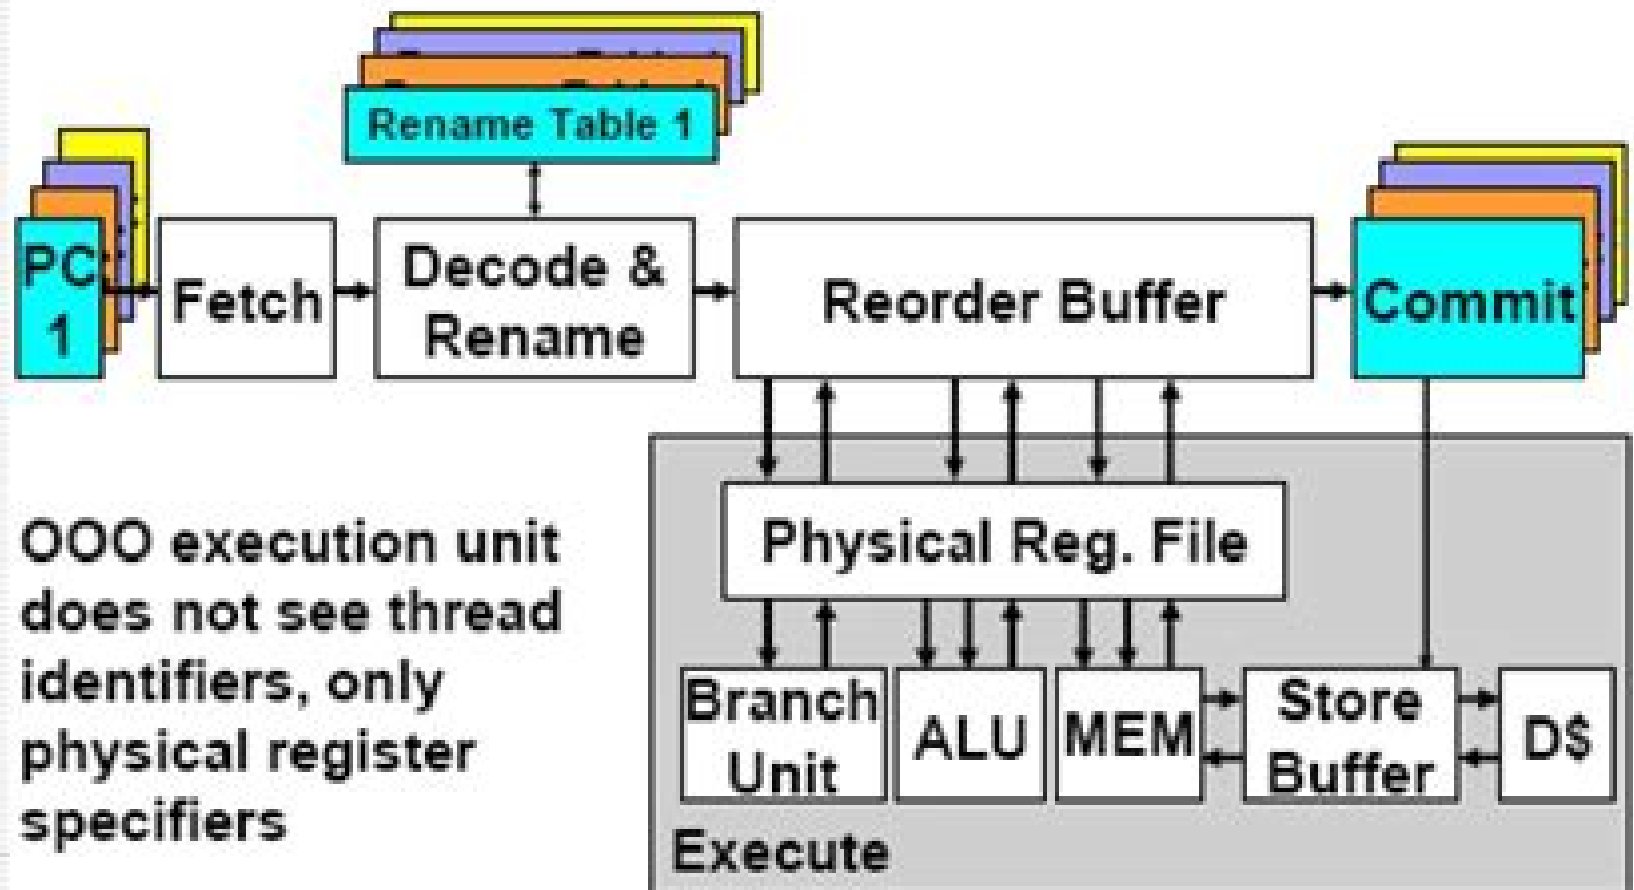 Rename Table 1
PC
1
Fetch
Decode &
Rename
Reorder Buffer
Commit
Physical Reg. File
OOO execution unit
does not see thread
identifiers, only
physical register
specifiers
Branch
Unit
ALU
MEM
Store
Buffer
D$
Execute